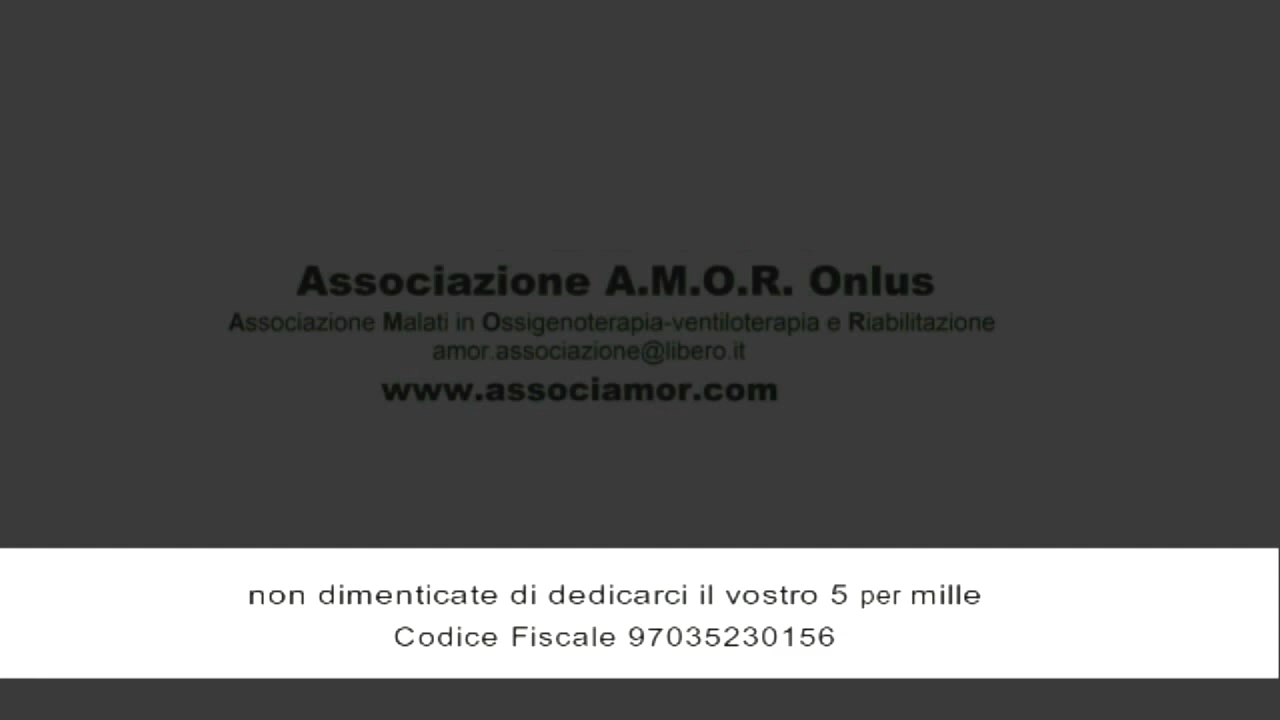 Associazione A.M.O.R. Onlus
Associazione Malati in Ossigenoterapia-ventiloterapia e Riabilitazione
amor.associazione@libero.it
www.associamor.com
non dimenticate di dedicarci il vostro 5 per mille
Codice Fiscale 97035230156